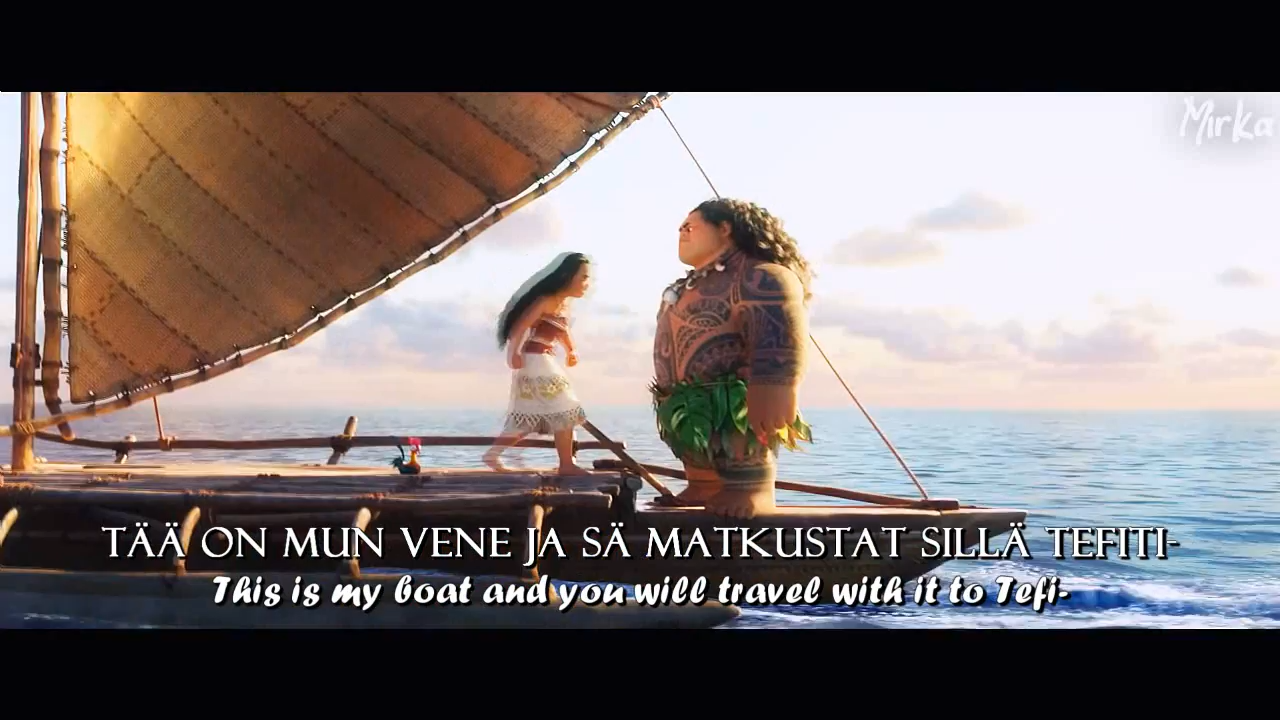 Mirka
TÄÄ ON MUN VENE JA SÄ MATKUSTAT SILLÄ TEFITI-
This is my boat and you will travel with it to Tefi-